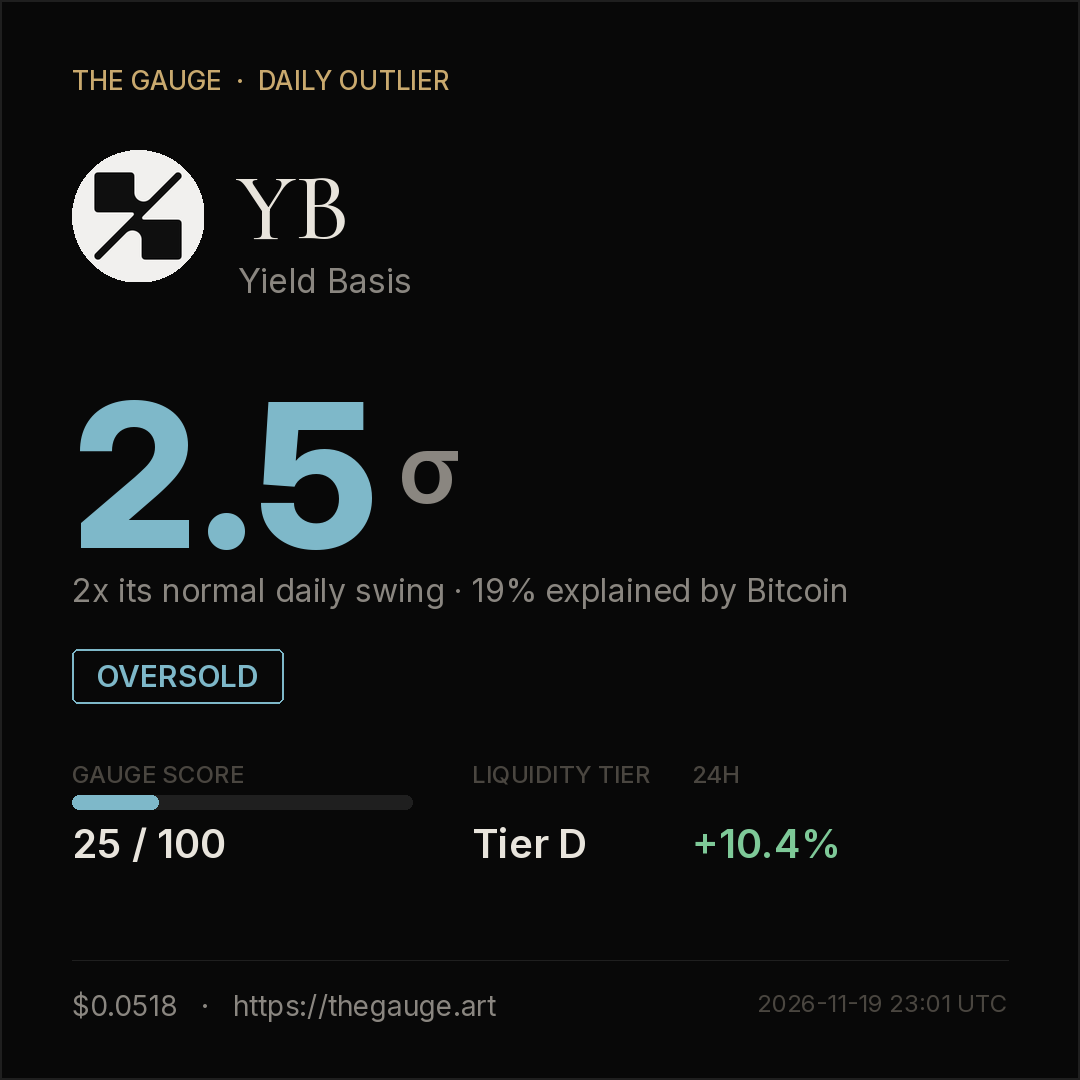 THE GAUGE · DAILY OUTLIER
YB
Yield Basis
2.5 σ
2x its normal daily swing · 19% explained by Bitcoin
OVERSOLD
GAUGE SCORE LIQUIDITY TIER 24H
25 / 100 Tier D +10.4%
$0.0518 · https://thegauge.art 2026-11-19 23:01 UTC